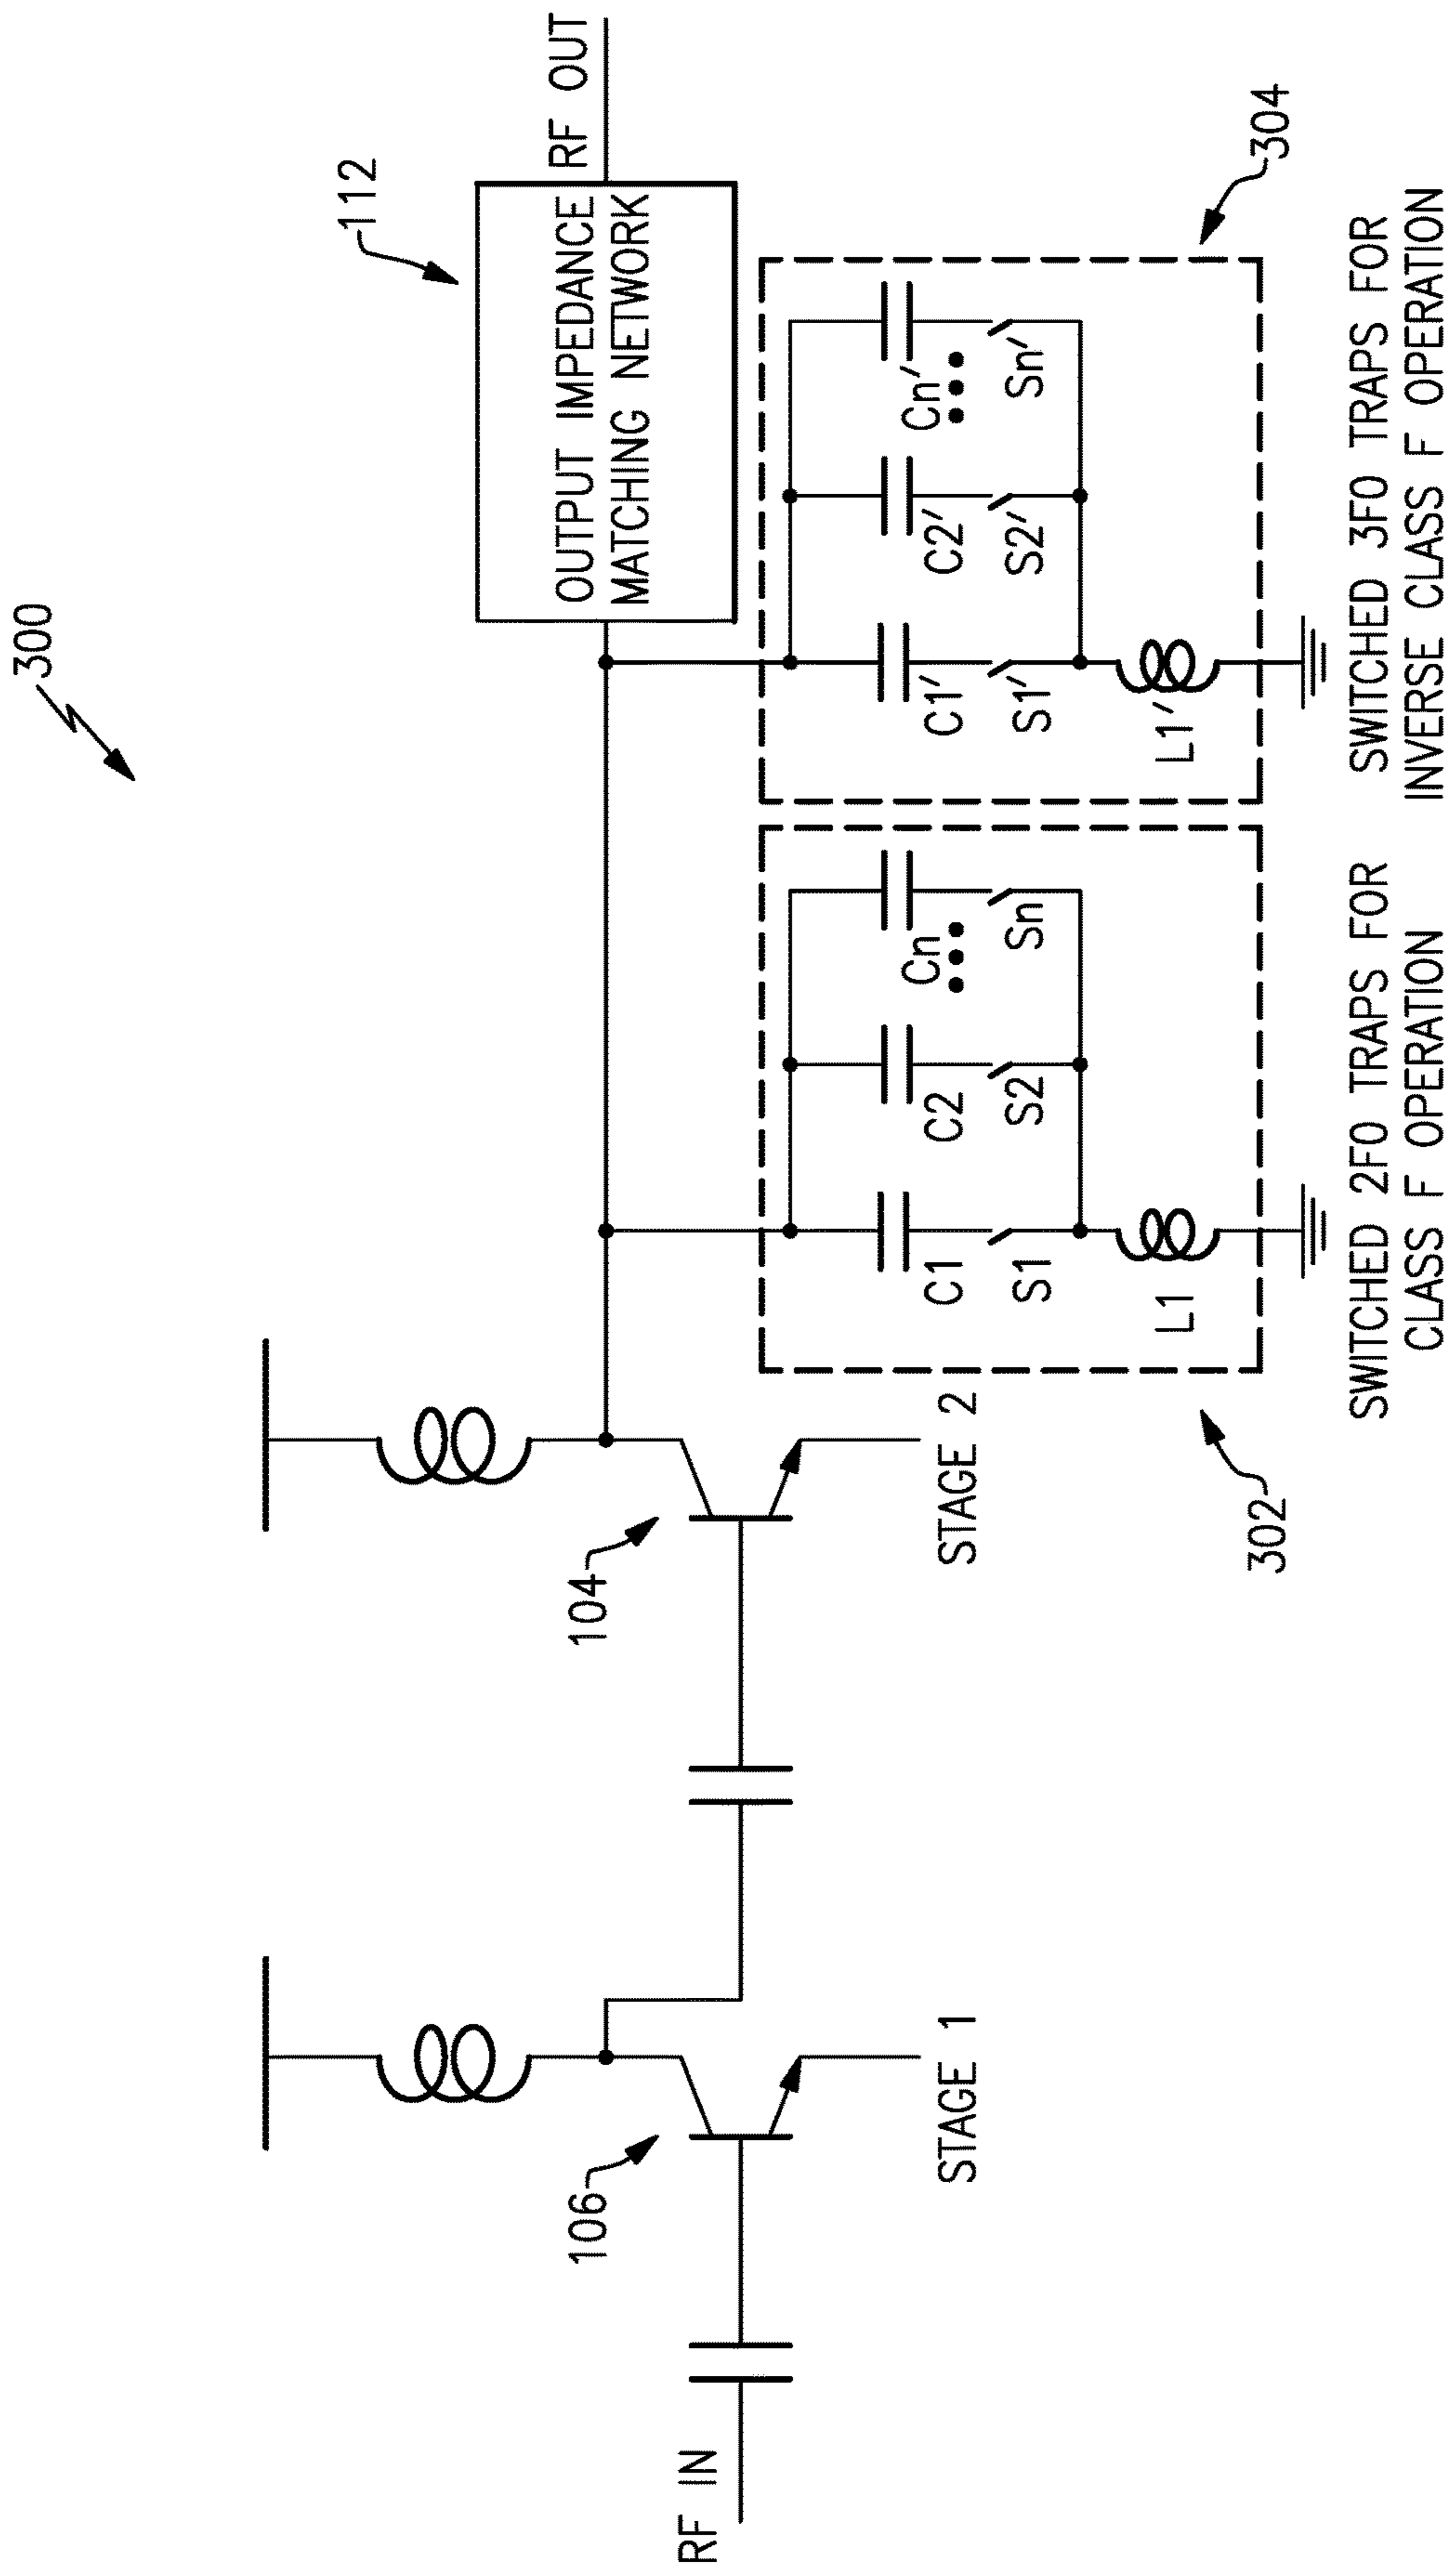 300
112
RF OUT
OUTPUT IMPEDANCE
MATCHING NETWORK
104
106
RF IN
STAGE 1
STAGE 2
C1
C2
Cn
S1
S2
Sn
L1
302
C1′
C2′
Cn′
S1′
S2′
Sn′
L1′
304
SWITCHED 2FO TRAPS FOR
CLASS F OPERATION
SWITCHED 3FO TRAPS FOR
INVERSE CLASS F OPERATION